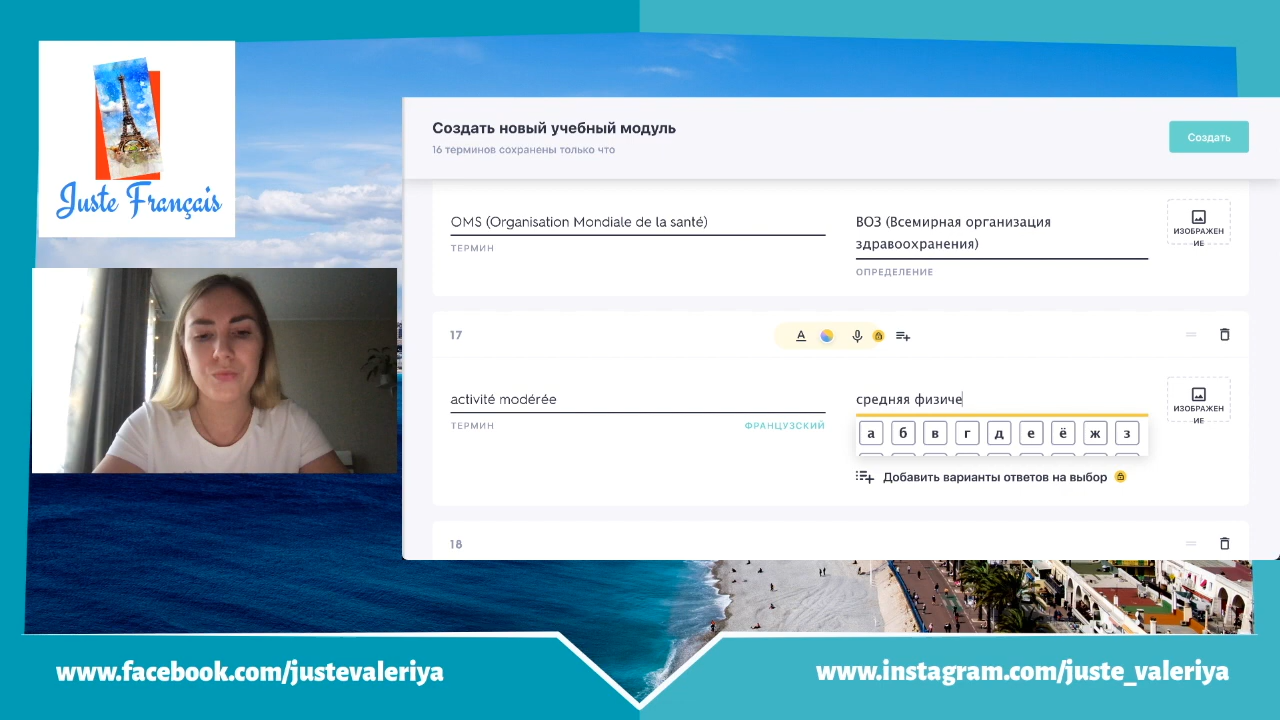 Juste Français
Создать новый учебный модуль
16 терминов сохранены только что
Создать
OMS (Organisation Mondiale de la santé)
ТЕРМИН
ВОЗ (Всемирная организация
здравоохранения)
ОПРЕДЕЛЕНИЕ
ИЗОБРАЖЕН
ИЕ
17
activité modérée
ТЕРМИН
ФРАНЦУЗСКИЙ
средняя физиче
а б в г д е ё ж з
Добавить варианты ответов на выбор
ИЗОБРАЖЕН
ИЕ
18
www.facebook.com/justevaleriya
www.instagram.com/juste_valeriya